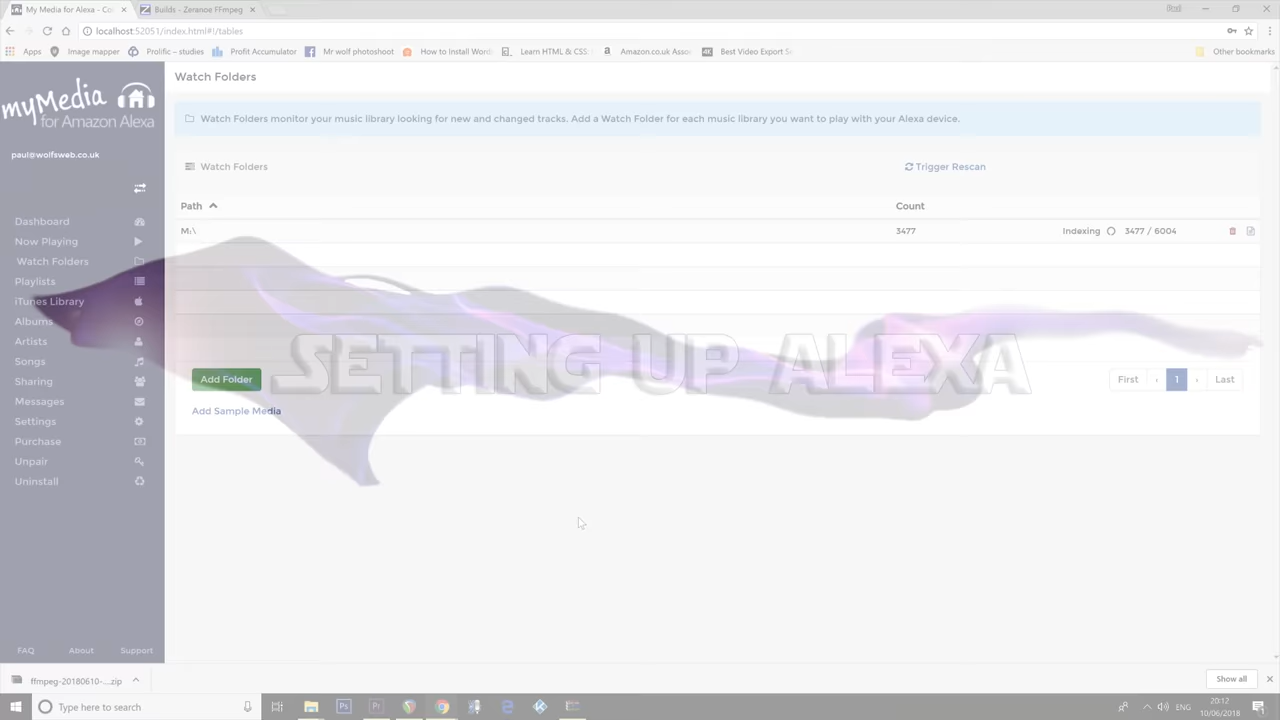 My Media for Alexa - Co
Builds - Zeranoe FFmpeg
localhost:52051/index.html#!/tables
Apps
Image mapper
Prolific – studies
Profit Accumulator
Mr wolf photoshoot
How to Install Word
Learn HTML & CSS:
Amazon.co.uk Asso
4K
Best Video Export Se
Other bookmarks
myMedia
for Amazon Alexa
paul@wolfsweb.co.uk
Dashboard
Now Playing
Watch Folders
Playlists
iTunes Library
Albums
Artists
Songs
Sharing
Messages
Settings
Purchase
Unpair
Uninstall
FAQ
About
Support
Watch Folders
Watch Folders monitor your music library looking for new and changed tracks. Add a Watch Folder for each music library you want to play with your Alexa device.
Watch Folders
Trigger Rescan
Path
Count
M:\
3477
Indexing
3477 / 6004
SETTING UP ALEXA
Add Folder
First
‹
1
›
Last
Add Sample Media
ffmpeg-20180610-....zip
Show all
Type here to search
Ps
Pr
ENG
20:12
10/06/2018